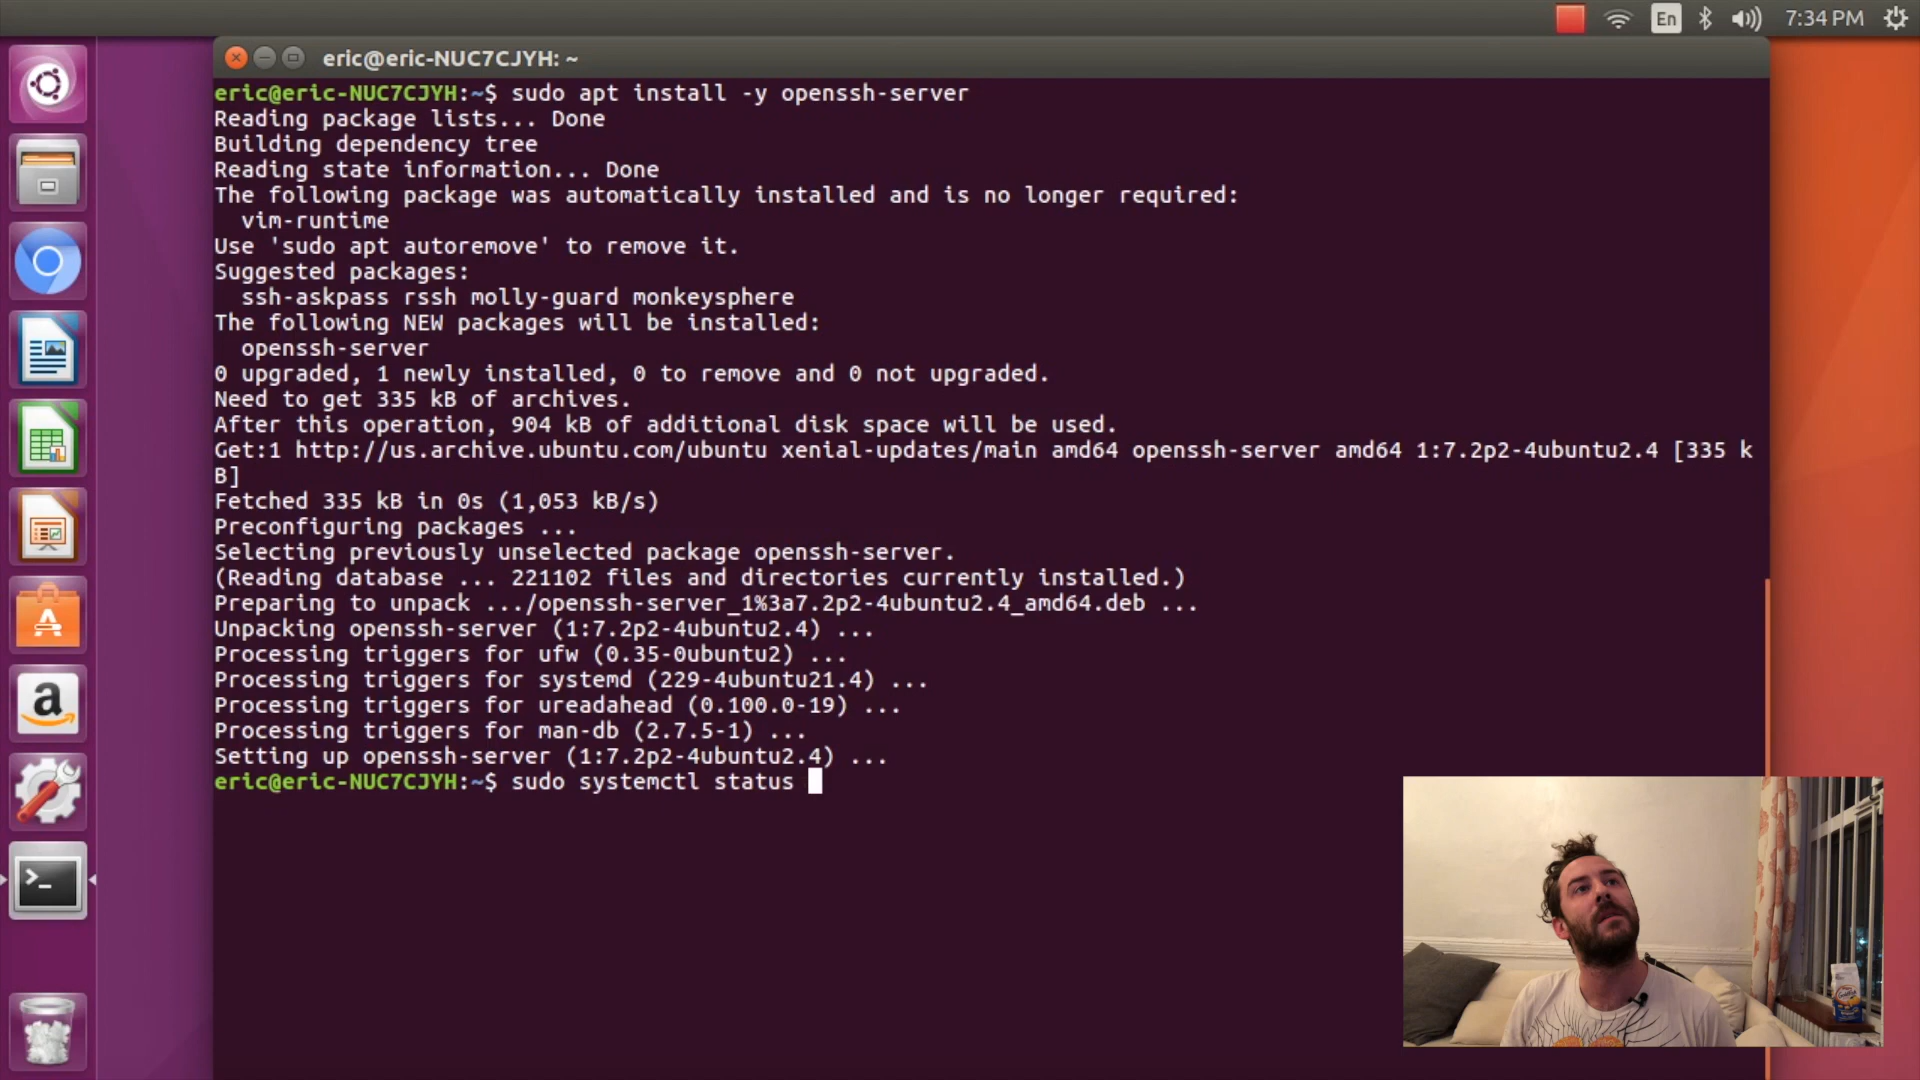 En 7:34 PM
eric@eric-NUC7CJYH: ~
eric@eric-NUC7CJYH:~$ sudo apt install -y openssh-server
Reading package lists... Done
Building dependency tree
Reading state information... Done
The following package was automatically installed and is no longer required:
  vim-runtime
Use 'sudo apt autoremove' to remove it.
Suggested packages:
  ssh-askpass rssh molly-guard monkeysphere
The following NEW packages will be installed:
  openssh-server
0 upgraded, 1 newly installed, 0 to remove and 0 not upgraded.
Need to get 335 kB of archives.
After this operation, 904 kB of additional disk space will be used.
Get:1 http://us.archive.ubuntu.com/ubuntu xenial-updates/main amd64 openssh-server amd64 1:7.2p2-4ubuntu2.4 [335 k
B]
Fetched 335 kB in 0s (1,053 kB/s)
Preconfiguring packages ...
Selecting previously unselected package openssh-server.
(Reading database ... 221102 files and directories currently installed.)
Preparing to unpack .../openssh-server_1%3a7.2p2-4ubuntu2.4_amd64.deb ...
Unpacking openssh-server (1:7.2p2-4ubuntu2.4) ...
Processing triggers for ufw (0.35-0ubuntu2) ...
Processing triggers for systemd (229-4ubuntu21.4) ...
Processing triggers for ureadahead (0.100.0-19) ...
Processing triggers for man-db (2.7.5-1) ...
Setting up openssh-server (1:7.2p2-4ubuntu2.4) ...
eric@eric-NUC7CJYH:~$ sudo systemctl status